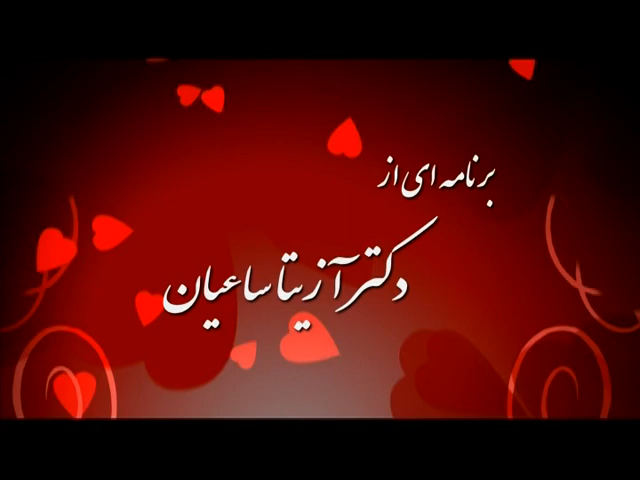 برنامه ای از
دکتر آزیتا ساعیان